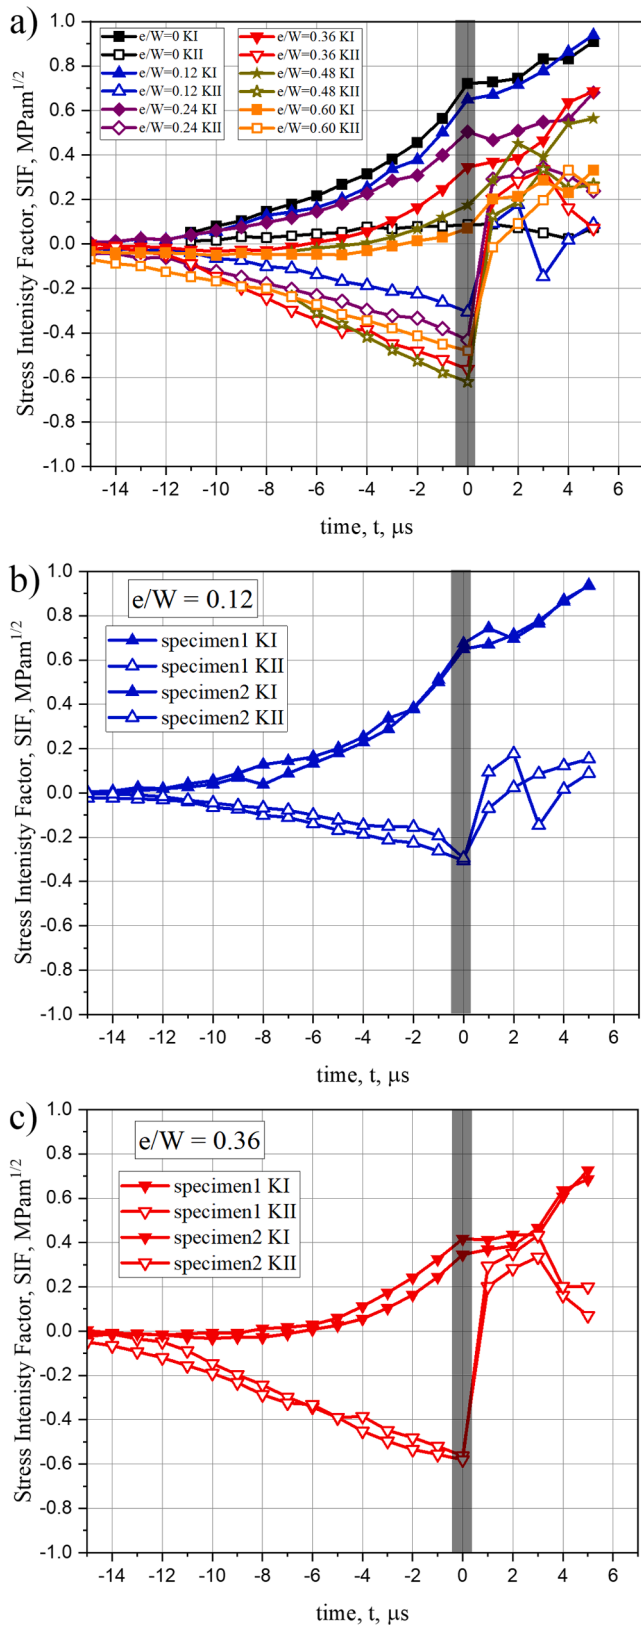 a)
e/W=0 KI
e/W=0 KII
e/W=0.12 KI
e/W=0.12 KII
e/W=0.24 KI
e/W=0.24 KII
e/W=0.36 KI
e/W=0.36 KII
e/W=0.48 KI
e/W=0.48 KII
e/W=0.60 KI
e/W=0.60 KII
Stress Intenisty Factor, SIF, MPam1/2
1.0
0.8
0.6
0.4
0.2
0.0
-0.2
-0.4
-0.6
-0.8
-1.0
-14 -12 -10 -8 -6 -4 -2 0 2 4 6
time, t, μs
b)
e/W = 0.12
specimen1 KI
specimen1 KII
specimen2 KI
specimen2 KII
Stress Intenisty Factor, SIF, MPam1/2
1.0
0.8
0.6
0.4
0.2
0.0
-0.2
-0.4
-0.6
-0.8
-1.0
-14 -12 -10 -8 -6 -4 -2 0 2 4 6
time, t, μs
c)
e/W = 0.36
specimen1 KI
specimen1 KII
specimen2 KI
specimen2 KII
Stress Intenisty Factor, SIF, MPam1/2
1.0
0.8
0.6
0.4
0.2
0.0
-0.2
-0.4
-0.6
-0.8
-1.0
-14 -12 -10 -8 -6 -4 -2 0 2 4 6
time, t, μs